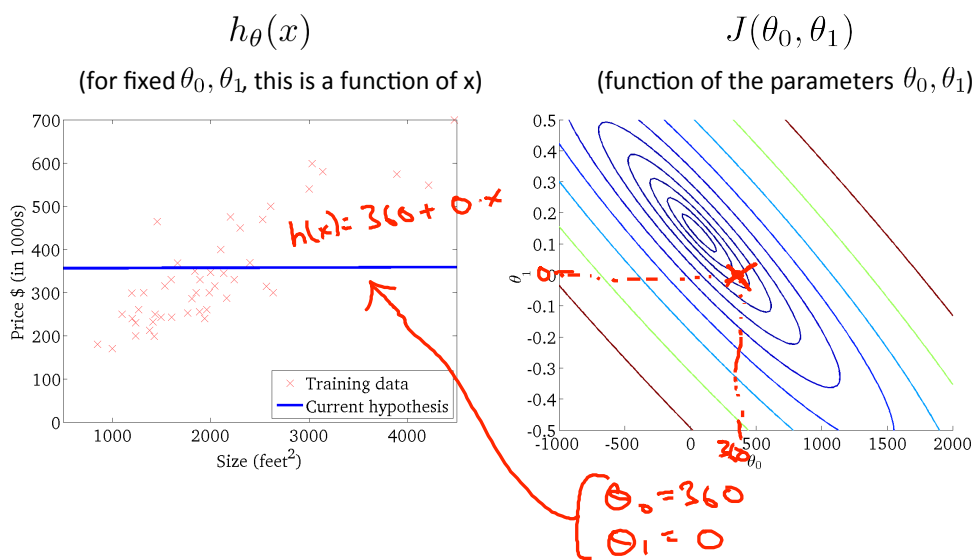 hθ(x)
(for fixed θ₀, θ₁, this is a function of x)
700
600
500
400
300
200
100
0
Price $ (in 1000s)
1000
2000
3000
4000
Size (feet²)
Training data
Current hypothesis
h(x) = 360 + 0·x
J(θ₀, θ₁)
(function of the parameters θ₀, θ₁)
0.5
0.4
0.3
0.2
0.1
0
-0.1
-0.2
-0.3
-0.4
-0.5
θ₁
0
-1000
-500
0
500
1000
1500
2000
360
θ₀
θ₀ = 360
θ₁ = 0